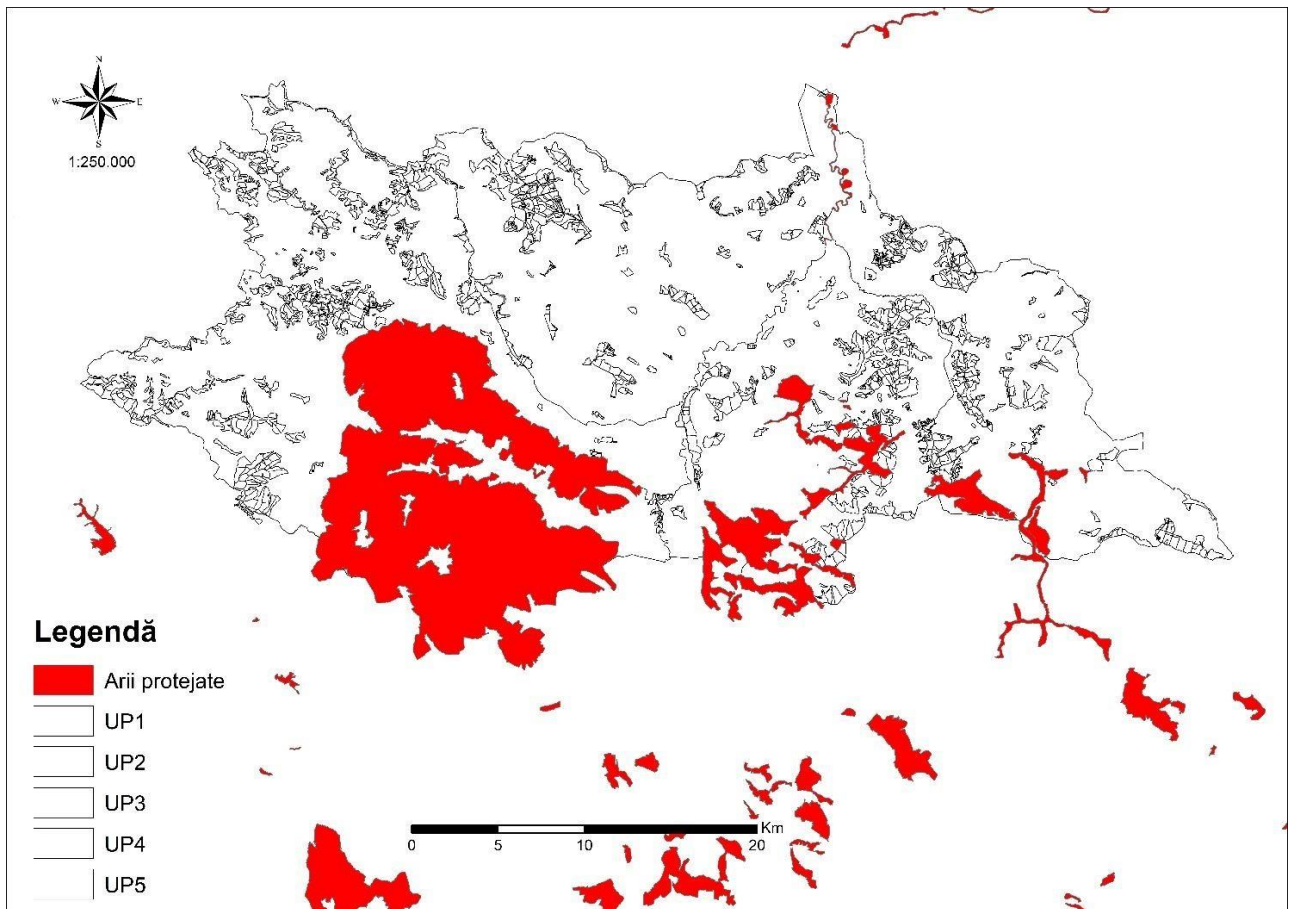 N
W E
S
1:250.000
Legendă
Arii protejate
UP1
UP2
UP3
UP4
UP5
Km
0 5 10 20